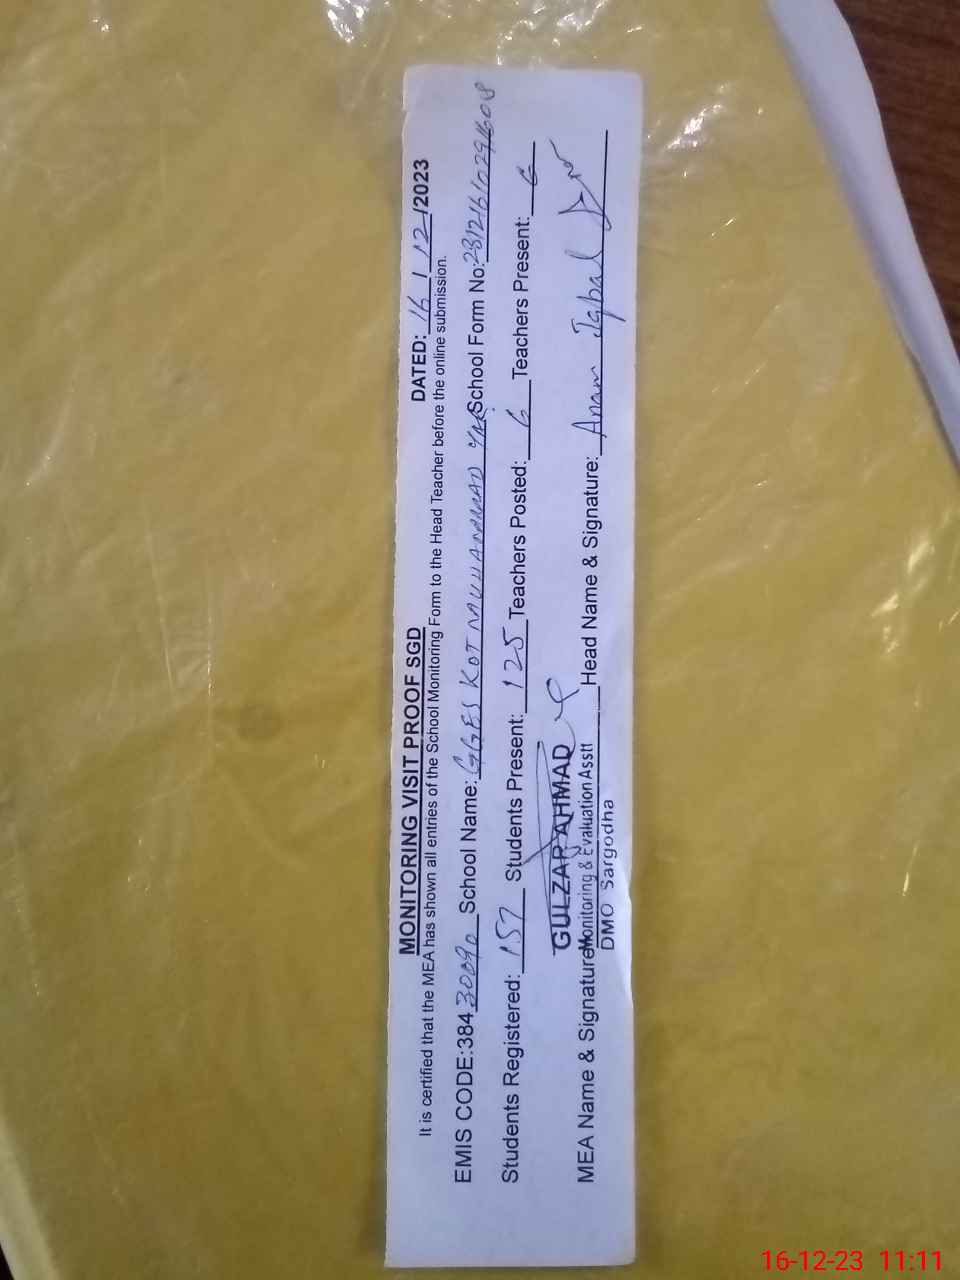 MONITORING VISIT PROOF SGD DATED: 16/12/2023
It is certified that the MEA has shown all entries of the School Monitoring Form to the Head Teacher before the online submission.
EMIS CODE:38430090 School Name: GGES KOT MUHAMMAD YAR School Form No:
Students Registered: 157 Students Present: 125 Teachers Posted: 6 Teachers Present: 6
GULZAR AHMAD
MEA Name & Signature Monitoring & Evaluation Asstt Head Name & Signature: Anam Iqbal
DMO Sargodha
16-12-23 11:11